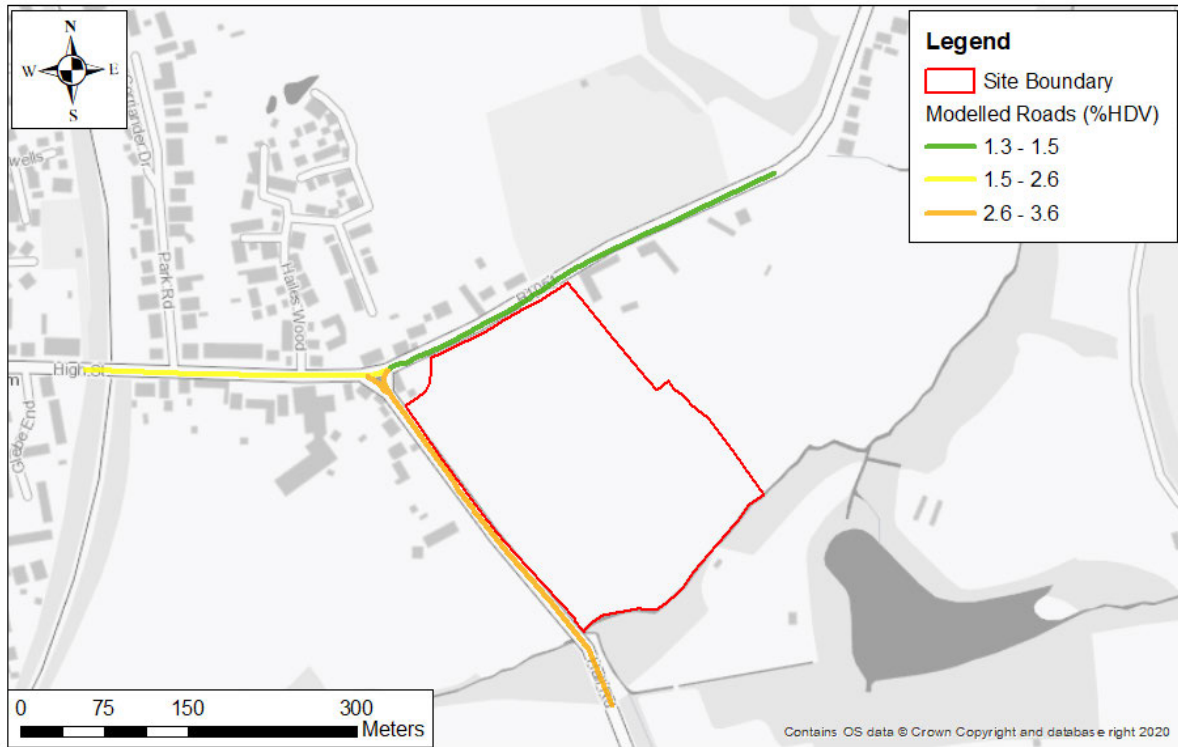 N
W E
S
Legend
Site Boundary
Modelled Roads (%HDV)
1.3 - 1.5
1.5 - 2.6
2.6 - 3.6
wells
Park Rd
Hailes Wood
High St
m
Glebe End
0 75 150 300
Meters
Contains OS data © Crown Copyright and database right 2020